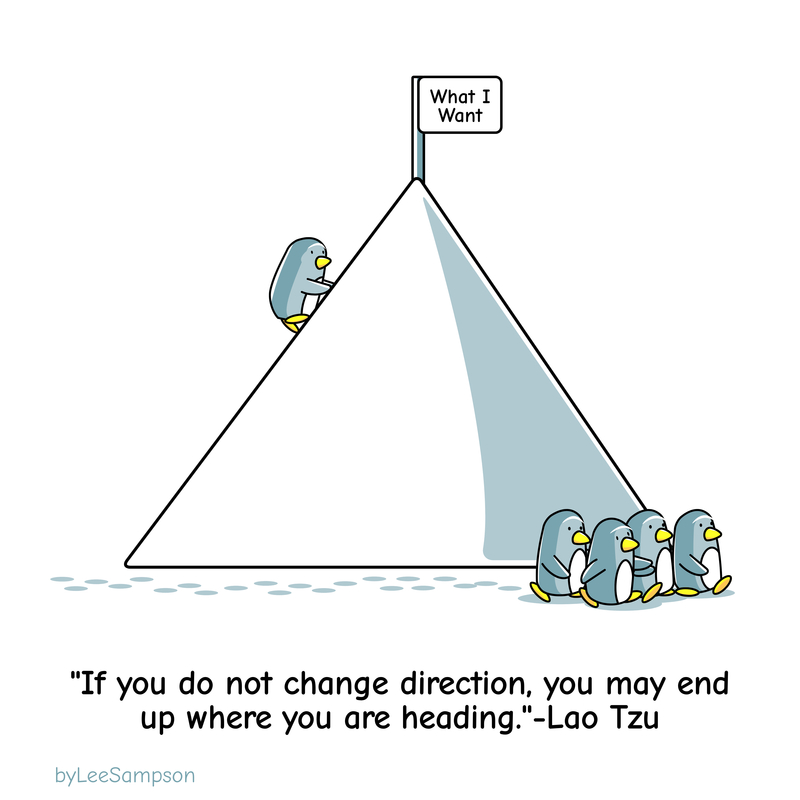 What I
Want
"If you do not change direction, you may end
up where you are heading."-Lao Tzu
byLeeSampson